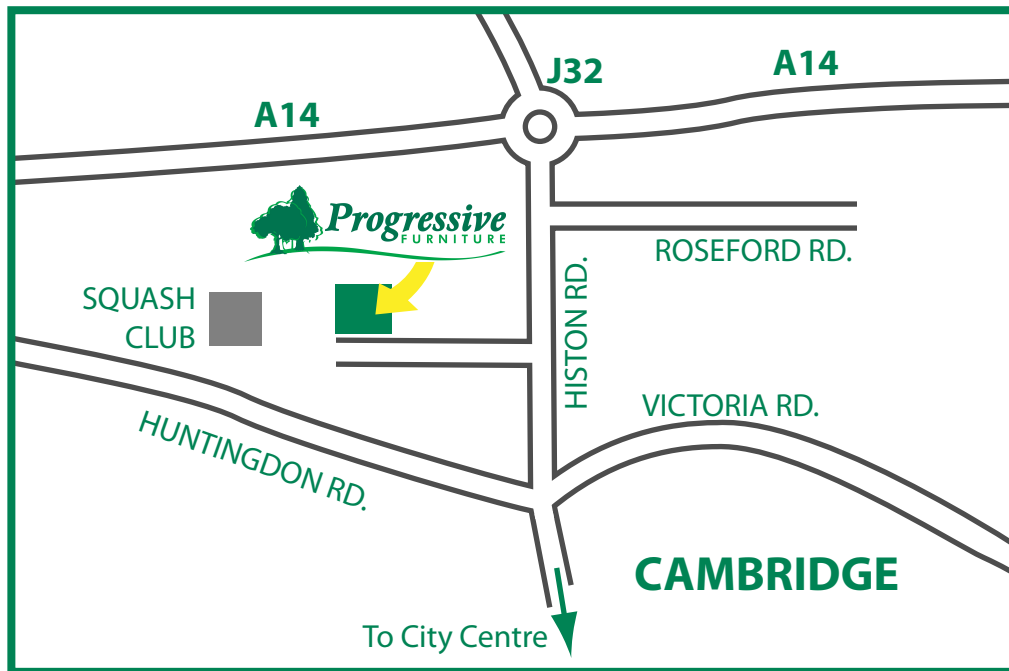 J32
A14
A14
Progressive
FURNITURE
ROSEFORD RD.
HISTON RD.
SQUASH
CLUB
VICTORIA RD.
HUNTINGDON RD.
CAMBRIDGE
To City Centre